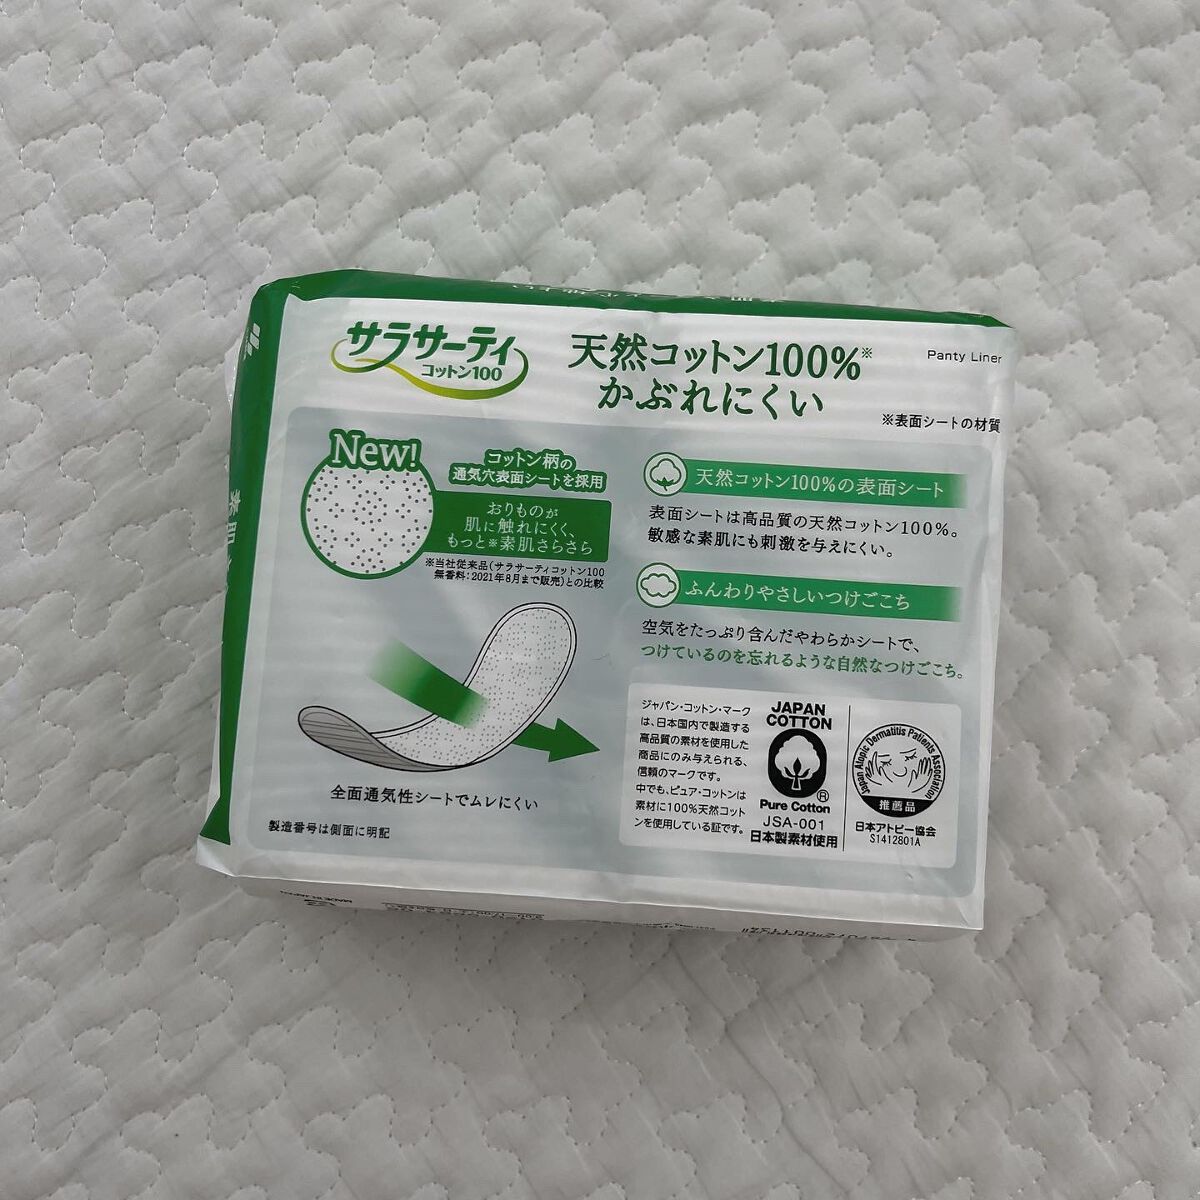 サラサーティ
コットン100
天然コットン100%※
かぶれにくい
Panty Liner
※表面シートの材質
New!
コットン柄の
通気穴表面シートを採用
おりものが
肌に触れにくく、
もっと※素肌さらさら
※当社従来品(サラサーティコットン100
無香料:2021年8月まで販売)との比較
全面通気性シートでムレにくい
製造番号は側面に明記
天然コットン100%の表面シート
表面シートは高品質の天然コットン100%。
敏感な素肌にも刺激を与えにくい。
ふんわりやさしいつけごこち
空気をたっぷり含んだやわらかシートで、
つけているのを忘れるような自然なつけごこち。
ジャパン・コットン・マーク
は、日本国内で製造する
高品質の素材を使用した
商品にのみ与えられる、
信頼のマークです。
中でも、ピュア・コットンは
素材に100%天然コット
ンを使用している証です。
JAPAN
COTTON
®
Pure Cotton
JSA-001
日本製素材使用
Japan Atopic Dermatitis Patients Association
推薦品
日本アトピー協会
S1412801A